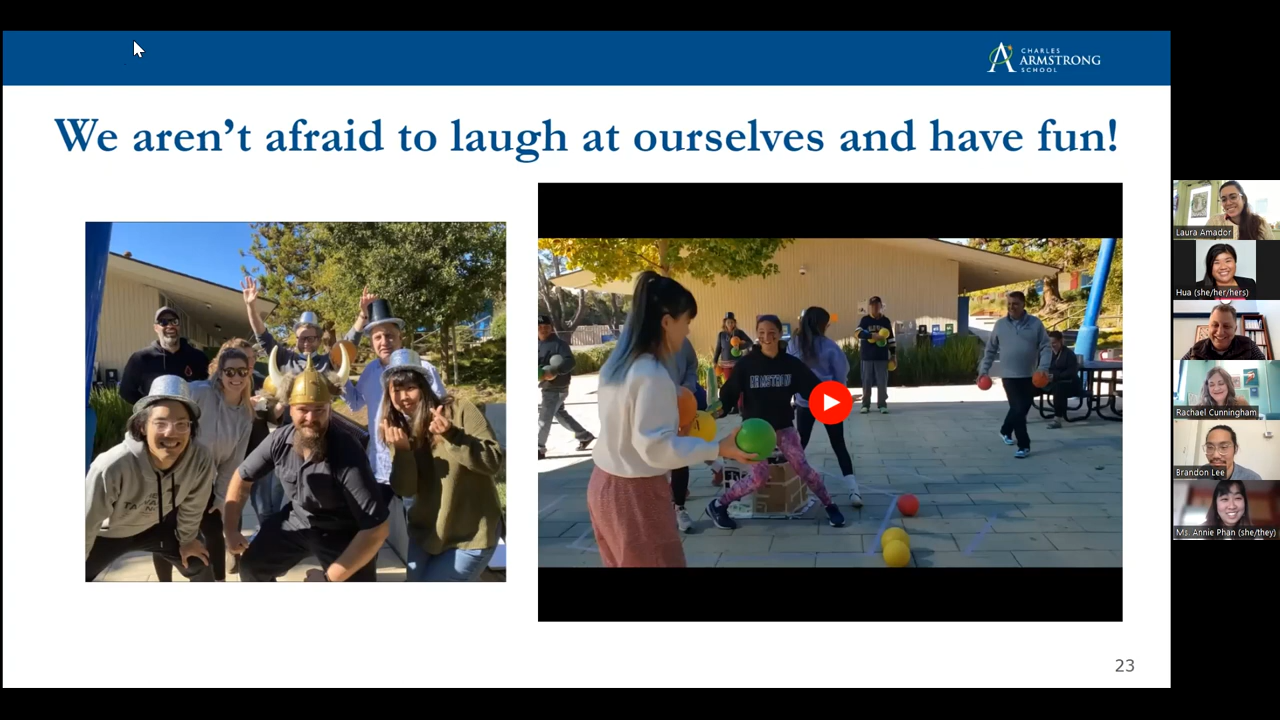 CHARLES
ARMSTRONG
SCHOOL
We aren't afraid to laugh at ourselves and have fun!
23
Laura Amador
Hua (she/her/hers)
Rachael Cunningham
Brandon Lee
Ms. Annie Phan (she/they)